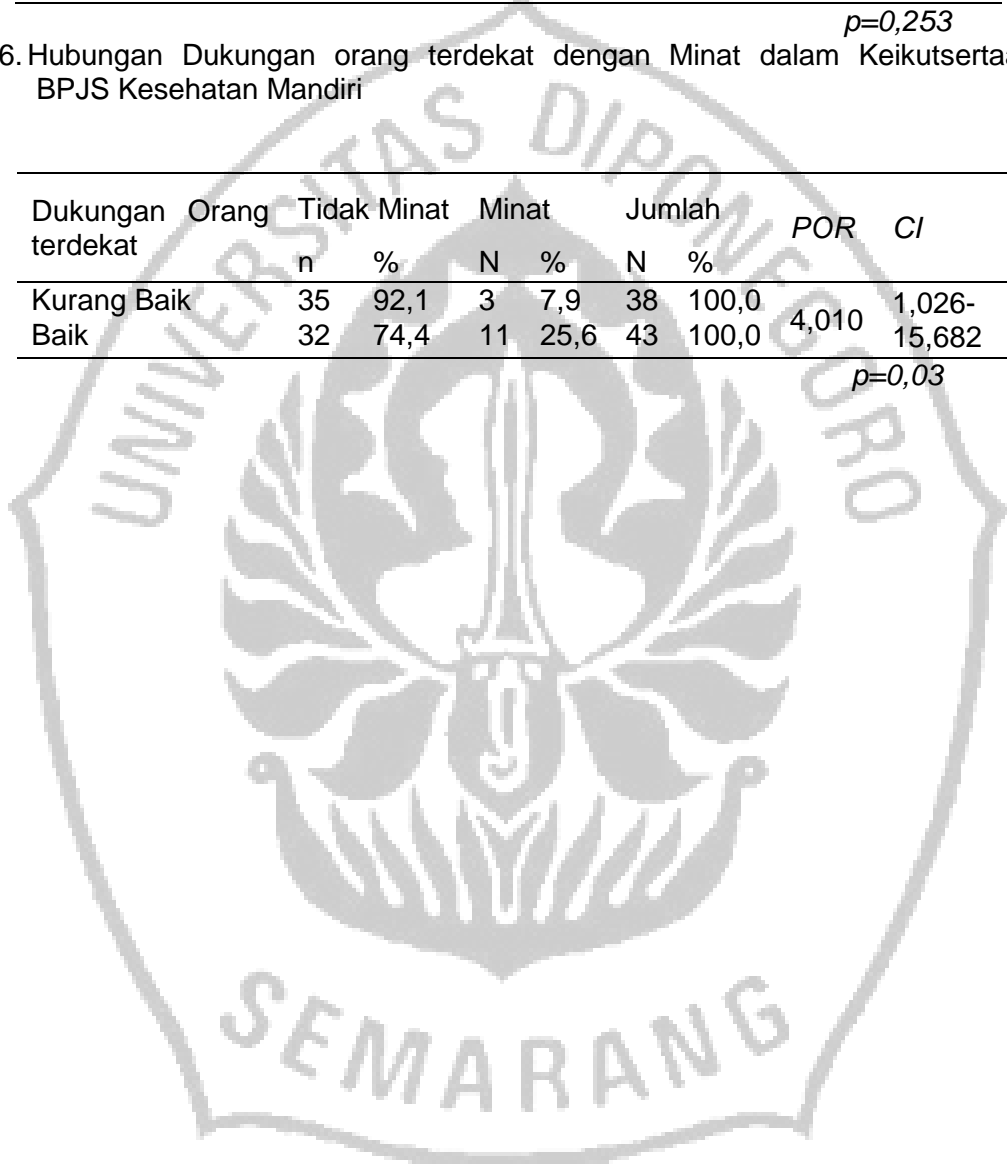 p=0,253
6. Hubungan Dukungan orang terdekat dengan Minat dalam
BPJS Kesehatan Mandiri
Dukungan Orang Tidak Minat Minat Jumlah POR CI
terdekat
n % N % N %
Kurang Baik 35 92,1 3 7,9 38 100,0 4,010 1,026-
Baik 32 74,4 11 25,6 43 100,0 15,682
p=0,03
UNIVERSITAS DIPONEGORO
SEMARANG